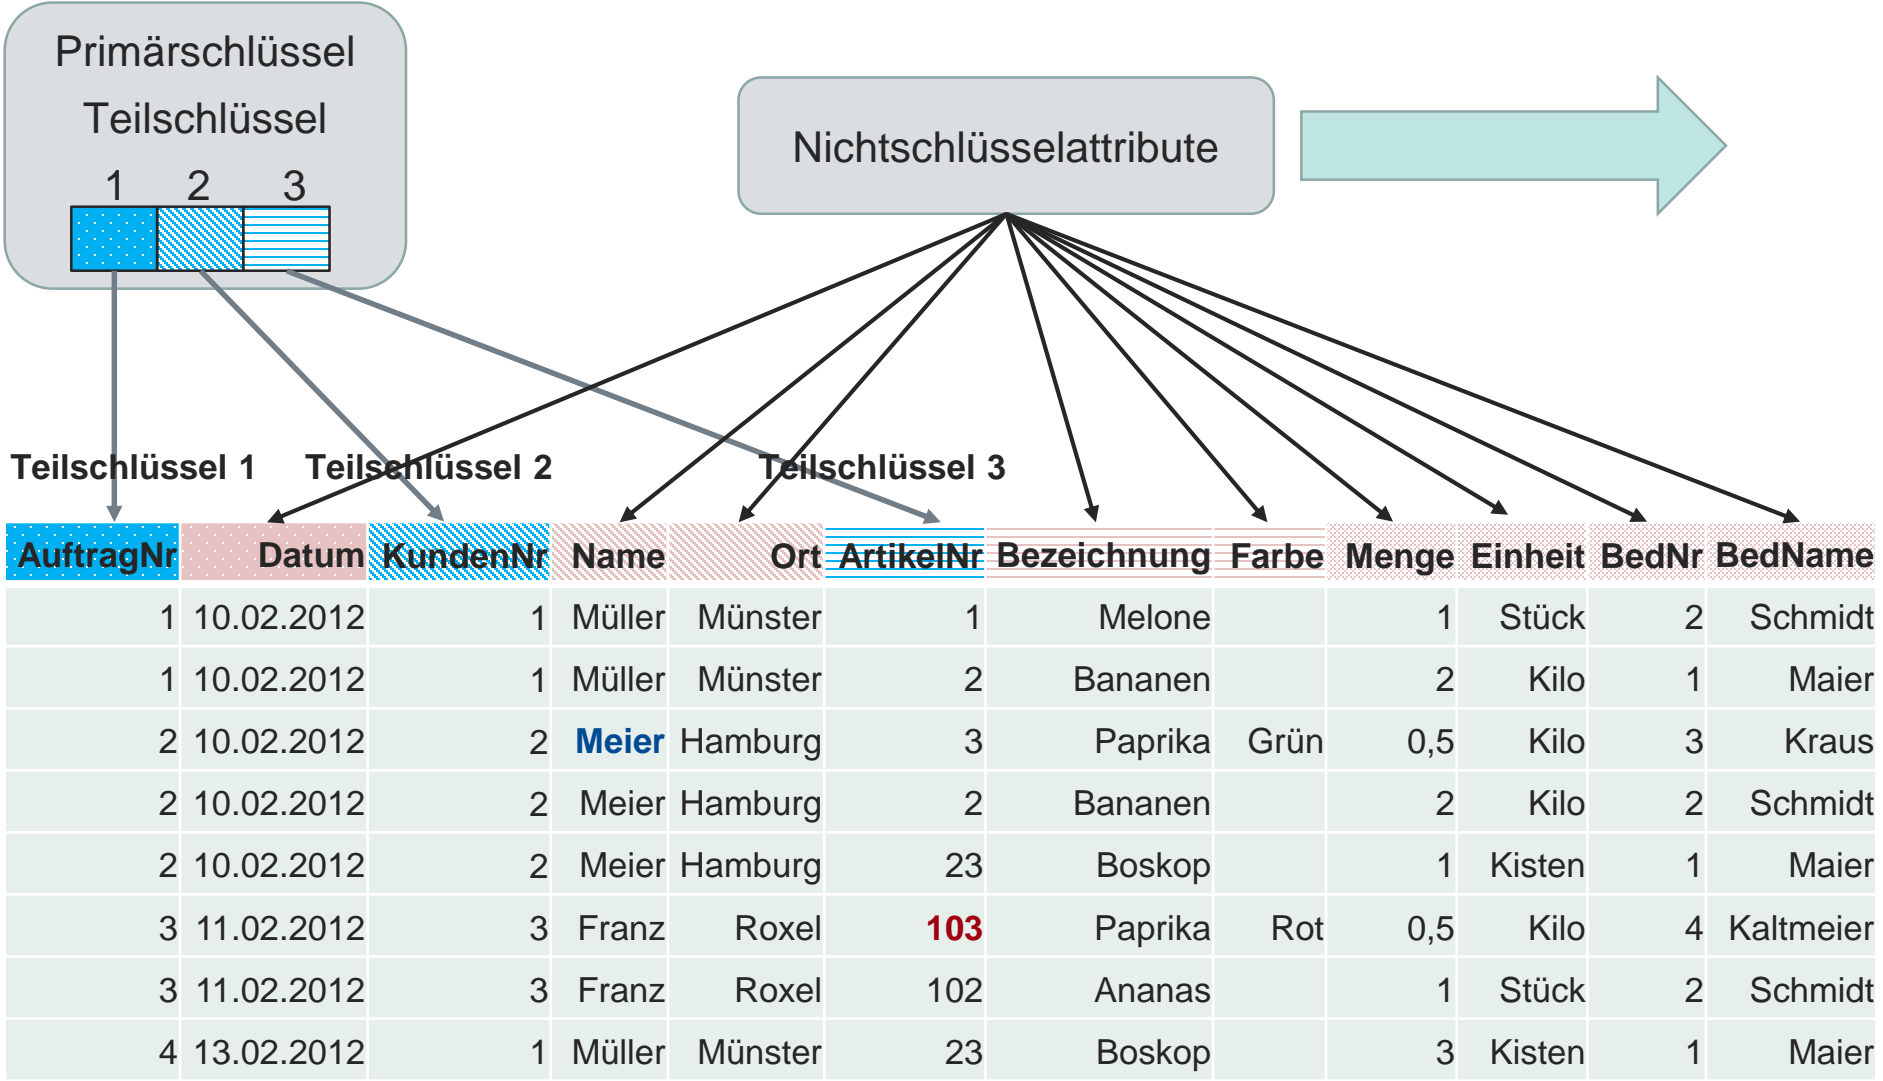 Primärschlüssel
Teilschlüssel
1 2 3
Nichtschlüsselattribute
Teilschlüssel 1 Teilschlüssel 2 Teilschlüssel 3
AuftragNr Datum KundenNr Name Ort ArtikelNr Bezeichnung Farbe Menge Einheit BedNr BedName
1 10.02.2012 1 Müller Münster 1 Melone 1 Stück 2 Schmidt
1 10.02.2012 1 Müller Münster 2 Bananen 2 Kilo 1 Maier
2 10.02.2012 2 Meier Hamburg 3 Paprika Grün 0,5 Kilo 3 Kraus
2 10.02.2012 2 Meier Hamburg 2 Bananen 2 Kilo 2 Schmidt
2 10.02.2012 2 Meier Hamburg 23 Boskop 1 Kisten 1 Maier
3 11.02.2012 3 Franz Roxel 103 Paprika Rot 0,5 Kilo 4 Kaltmeier
3 11.02.2012 3 Franz Roxel 102 Ananas 1 Stück 2 Schmidt
4 13.02.2012 1 Müller Münster 23 Boskop 3 Kisten 1 Maier